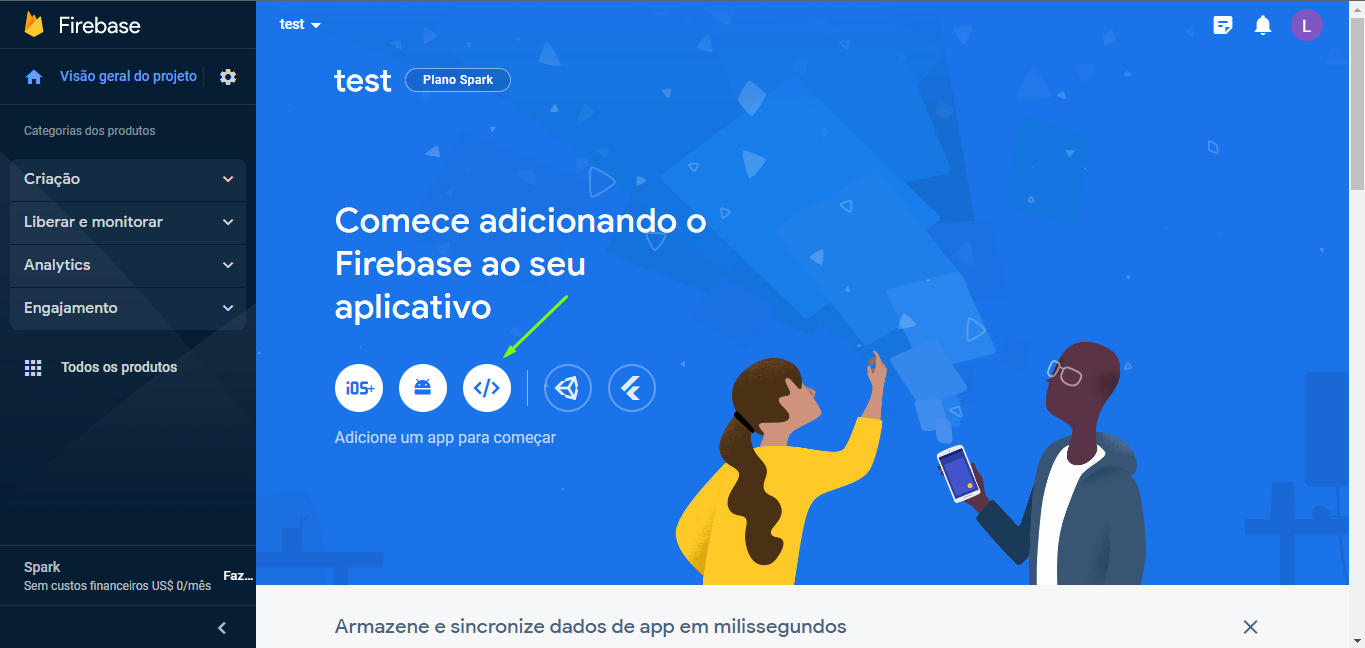 Firebase
Visão geral do projeto
Categorias dos produtos
Criação
Liberar e monitorar
Analytics
Engajamento
Todos os produtos
Spark
Sem custos financeiros US$ 0/mês
Faz...
test
L
test
Plano Spark
Comece adicionando o
Firebase ao seu
aplicativo
iOS+
Adicione um app para começar
Armazene e sincronize dados de app em milissegundos